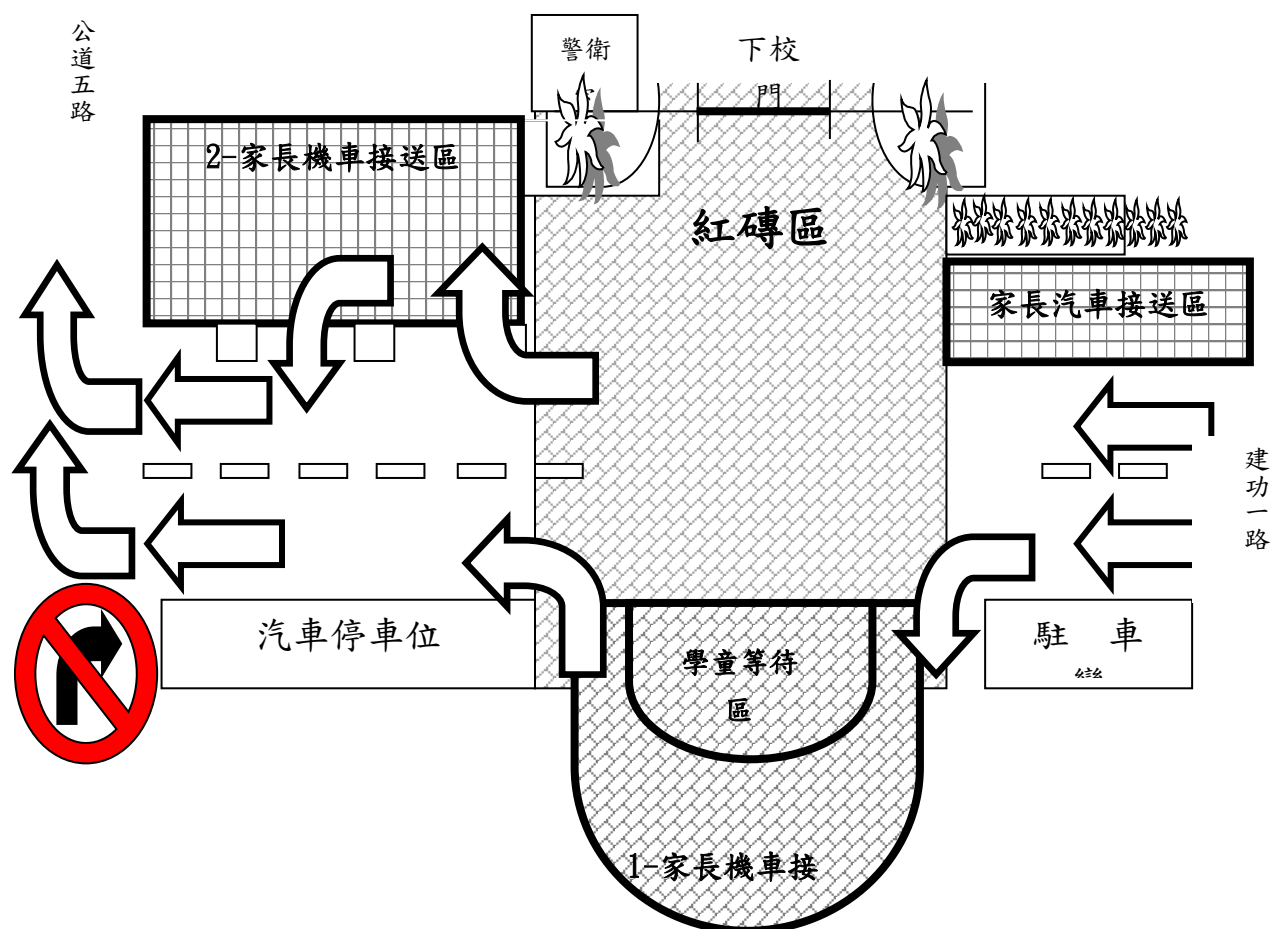 公道五路
警衛
下校
門
2-家長機車接送區
紅磚區
家長汽車接送區
建功一路
汽車停車位
學童等待
區
駐 車
1-家長機車接